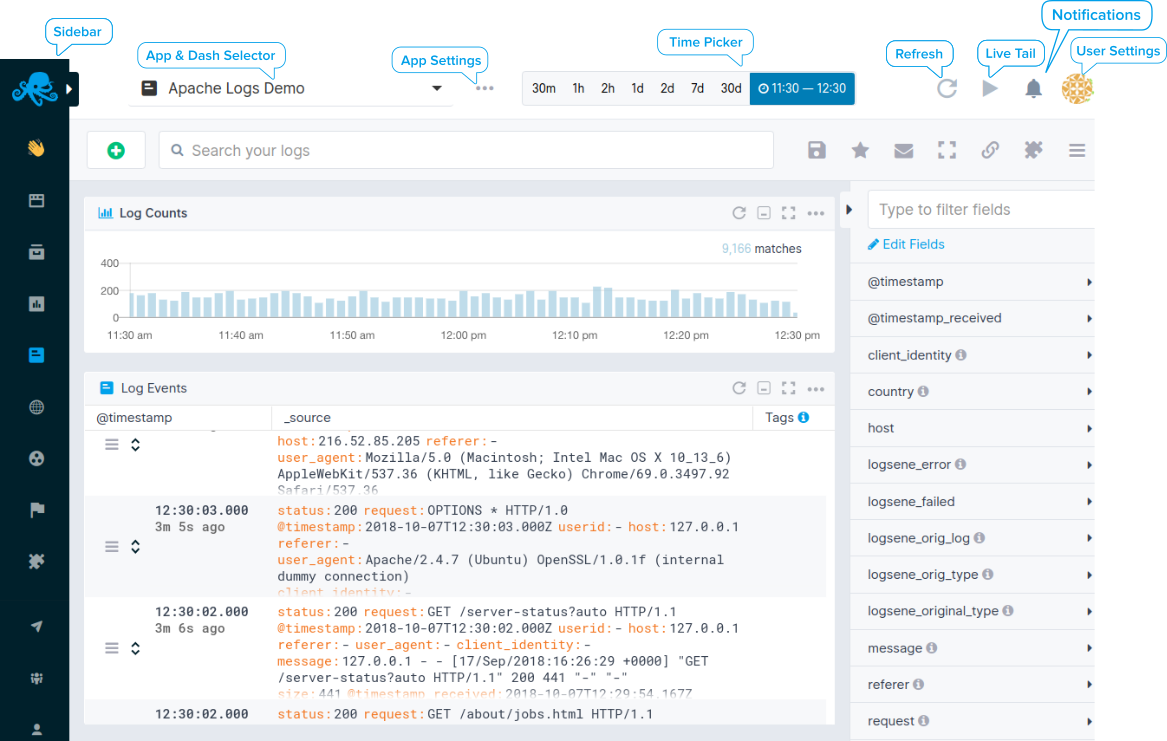 Sidebar
App & Dash Selector
App Settings
Time Picker
Refresh
Live Tail
Notifications
User Settings
Apache Logs Demo
30m 1h 2h 1d 2d 7d 30d 11:30 — 12:30
Search your logs
Log Counts
9,166 matches
400
200
0
11:30 am 11:40 am 11:50 am 12:00 pm 12:10 pm 12:20 pm 12:30 pm
Log Events
@timestamp _source Tags
host:216.52.85.205 referer:-
user_agent:Mozilla/5.0 (Macintosh; Intel Mac OS X 10_13_6)
AppleWebKit/537.36 (KHTML, like Gecko) Chrome/69.0.3497.92
Safari/537.36
12:30:03.000 status:200 request:OPTIONS * HTTP/1.0
3m 5s ago @timestamp:2018-10-07T12:30:03.000Z userid:- host:127.0.0.1
referer:-
user_agent:Apache/2.4.7 (Ubuntu) OpenSSL/1.0.1f (internal
dummy connection)
client_identity:-
12:30:02.000 status:200 request:GET /server-status?auto HTTP/1.1
3m 6s ago @timestamp:2018-10-07T12:30:02.000Z userid:- host:127.0.0.1
referer:- user_agent:- client_identity:-
message:127.0.0.1 - - [17/Sep/2018:16:26:29 +0000] "GET
/server-status?auto HTTP/1.1" 200 441 "-" "-"
size:441 @timestamp_received:2018-10-07T12:29:54.167Z
12:30:02.000 status:200 request:GET /about/jobs.html HTTP/1.1
Type to filter fields
Edit Fields
@timestamp
@timestamp_received
client_identity
country
host
logsene_error
logsene_failed
logsene_orig_log
logsene_orig_type
logsene_original_type
message
referer
request